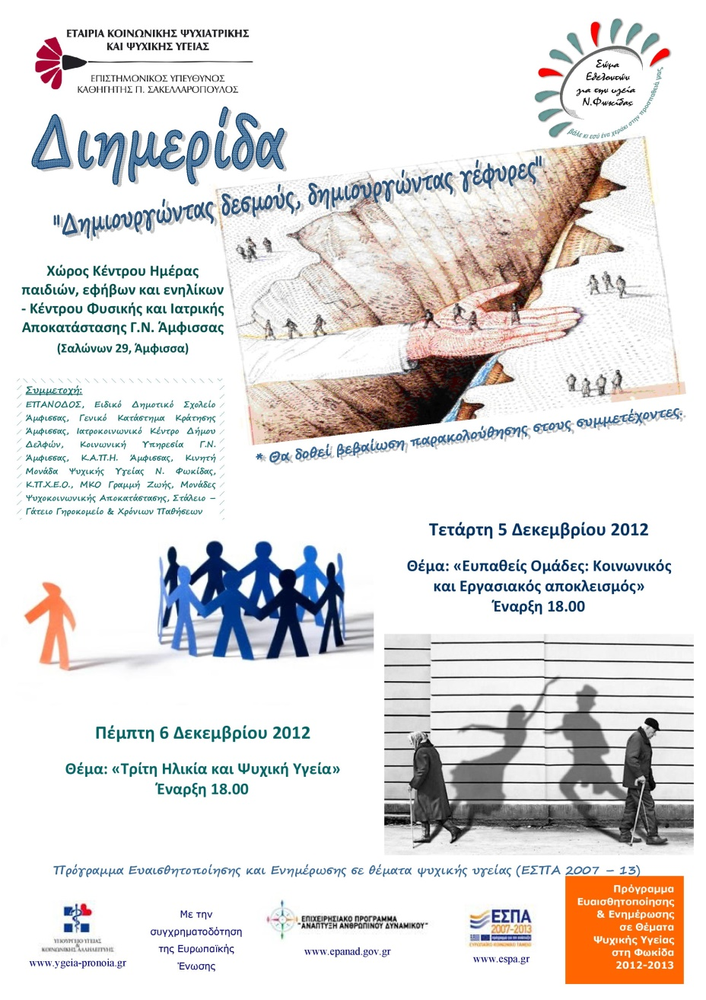 ΕΤΑΙΡΙΑ ΚΟΙΝΩΝΙΚΗΣ ΨΥΧΙΑΤΡΙΚΗΣ
ΚΑΙ ΨΥΧΙΚΗΣ ΥΓΕΙΑΣ
ΕΠΙΣΤΗΜΟΝΙΚΟΣ ΥΠΕΥΘΥΝΟΣ
ΚΑΘΗΓΗΤΗΣ Π. ΣΑΚΕΛΛΑΡΟΠΟΥΛΟΣ
Σώμα
Εθελοντών
για την υγεία
Ν.Φωκίδας
βάλε κι εσύ ένα χεράκι στην προσπάθειά μας
Διημερίδα
"Δημιουργώντας δεσμούς, δημιουργώντας γέφυρες"
Χώρος Κέντρου Ημέρας
παιδιών, εφήβων και ενηλίκων
- Κέντρου Φυσικής και Ιατρικής
Αποκατάστασης Γ.Ν. Άμφισσας
(Σαλώνων 29, Άμφισσα)
Συμμετοχή:
ΕΠΑΝΟΔΟΣ, Ειδικό Δημοτικό Σχολείο
Άμφισσας, Γενικό Κατάστημα Κράτησης
Άμφισσας, Ιατροκοινωνικό Κέντρο Δήμου
Δελφών, Κοινωνική Υπηρεσία Γ.Ν.
Άμφισσας, Κ.Α.Π.Η. Άμφισσας, Κινητή
Μονάδα Ψυχικής Υγείας Ν. Φωκίδας,
Κ.Π.Χ.Ε.Ο., ΜΚΟ Γραμμή Ζωής, Μονάδες
Ψυχοκοινωνικής Αποκατάστασης, Στάλειο –
Γάτειο Γηροκομείο & Χρόνιων Παθήσεων
* Θα δοθεί βεβαίωση παρακολούθησης στους συμμετέχοντες.
Τετάρτη 5 Δεκεμβρίου 2012
Θέμα: «Ευπαθείς Ομάδες: Κοινωνικός
και Εργασιακός αποκλεισμός»
Έναρξη 18.00
Πέμπτη 6 Δεκεμβρίου 2012
Θέμα: «Τρίτη Ηλικία και Ψυχική Υγεία»
Έναρξη 18.00
Πρόγραμμα Ευαισθητοποίησης και Ενημέρωσης σε θέματα ψυχικής υγείας (ΕΣΠΑ 2007 – 13)
ΥΠΟΥΡΓΕΙΟ ΥΓΕΙΑΣ
&
ΚΟΙΝΩΝΙΚΗΣ ΑΛΛΗΛΕΓΓΥΗΣ
www.ygeia-pronoia.gr
Με την
συγχρηματοδότηση
της Ευρωπαϊκής
Ένωσης
ΕΠΙΧΕΙΡΗΣΙΑΚΟ ΠΡΟΓΡΑΜΜΑ
"ΑΝΑΠΤΥΞΗ ΑΝΘΡΩΠΙΝΟΥ ΔΥΝΑΜΙΚΟΥ"
www.epanad.gov.gr
ΕΣΠΑ
2007-2013
ΕΥΡΩΠΑΪΚΟ ΚΟΙΝΩΝΙΚΟ ΤΑΜΕΙΟ
www.espa.gr
Πρόγραμμα
Ευαισθητοποίησης
& Ενημέρωσης
σε Θέματα
Ψυχικής Υγείας
στη Φωκίδα
2012-2013